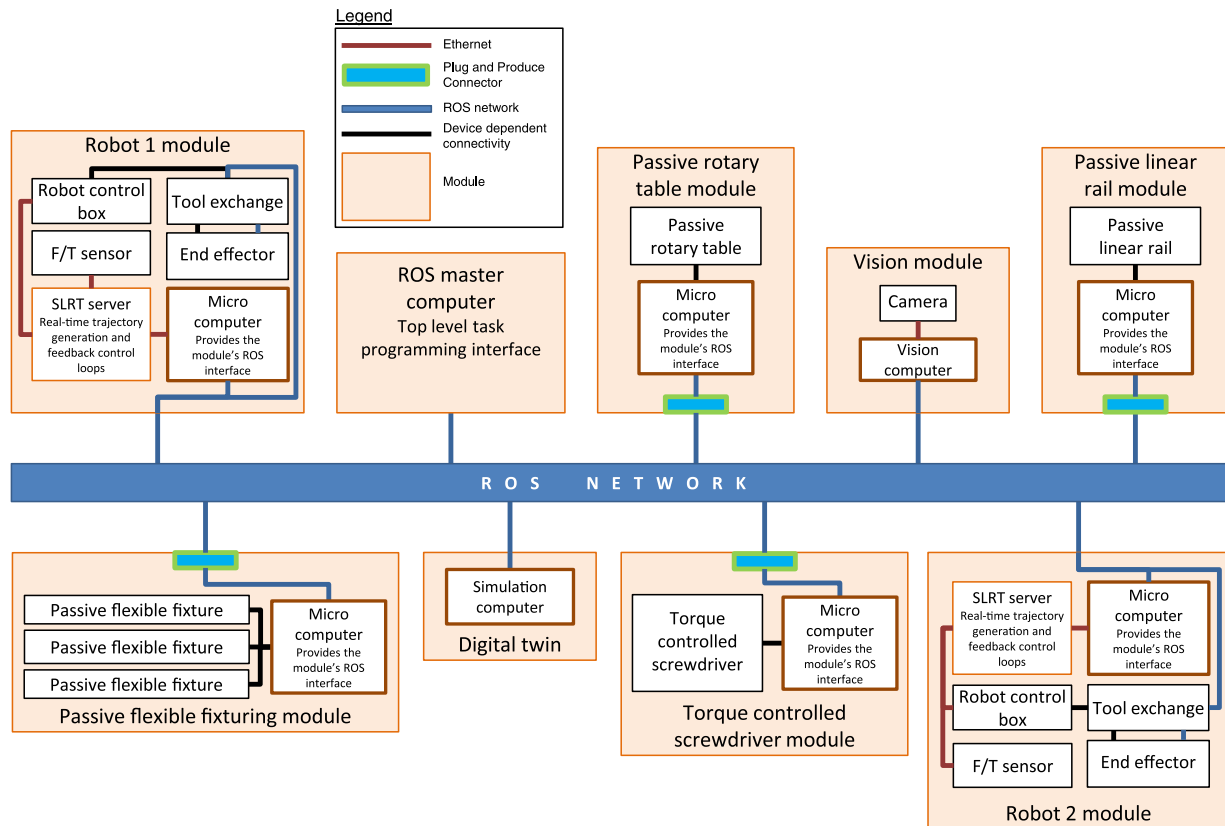 Legend
Ethernet
Plug and Produce
Connector
ROS network
Device dependent
connectivity
Module
Robot 1 module
Robot control
box
Tool exchange
F/T sensor
End effector
SLRT server
Real-time trajectory
generation and
feedback control
loops
Micro
computer
Provides the
module's ROS
interface
ROS master
computer
Top level task
programming interface
Passive rotary
table module
Passive
rotary table
Micro
computer
Provides the
module's ROS
interface
Vision module
Camera
Vision
computer
Passive linear
rail module
Passive
linear rail
Micro
computer
Provides the
module's ROS
interface
ROS NETWORK
Passive flexible fixture
Passive flexible fixture
Passive flexible fixture
Micro
computer
Provides the
module's ROS
interface
Passive flexible fixturing module
Simulation
computer
Digital twin
Torque
controlled
screwdriver
Micro
computer
Provides the
module's ROS
interface
Torque controlled
screwdriver module
SLRT server
Real-time trajectory
generation and
feedback control
loops
Micro
computer
Provides the
module's ROS
interface
Robot control
box
Tool exchange
F/T sensor
End effector
Robot 2 module